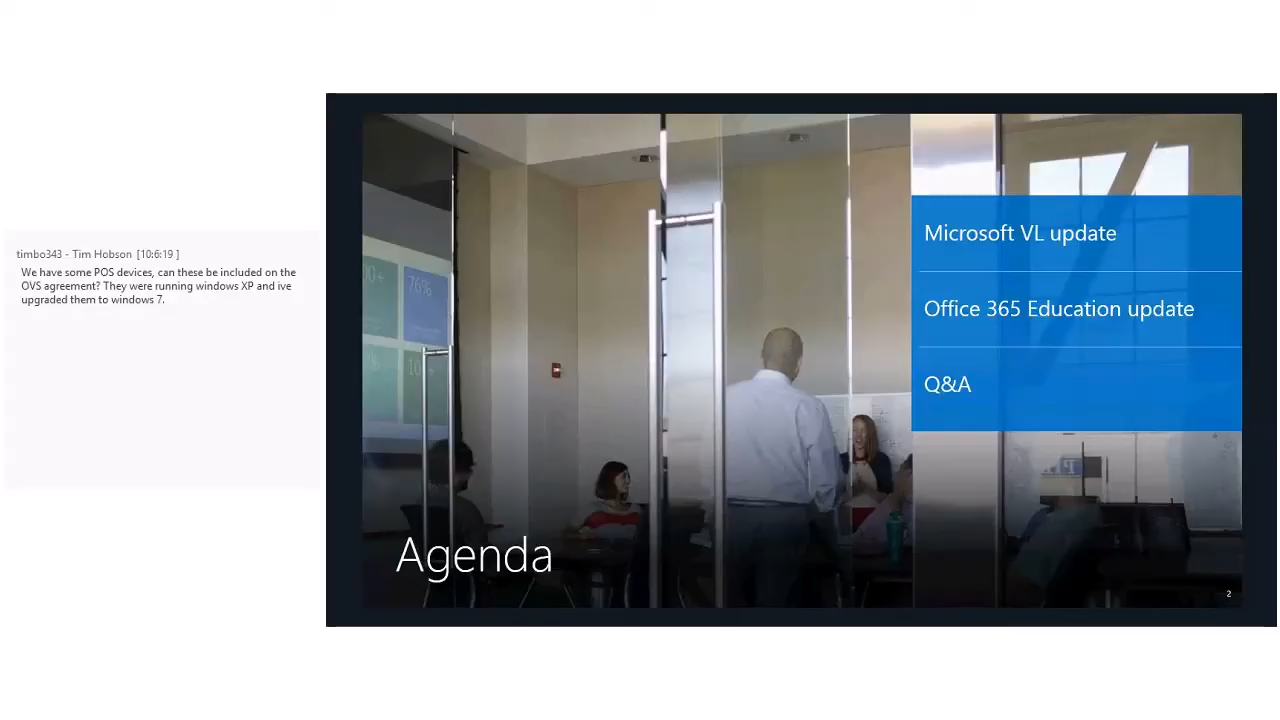 timbo343 - Tim Hobson [10:6:19 ]
We have some POS devices, can these be included on the
OVS agreement? They were running windows XP and ive
upgraded them to windows 7.
Microsoft VL update
Office 365 Education update
Q&A
76%
Agenda
2